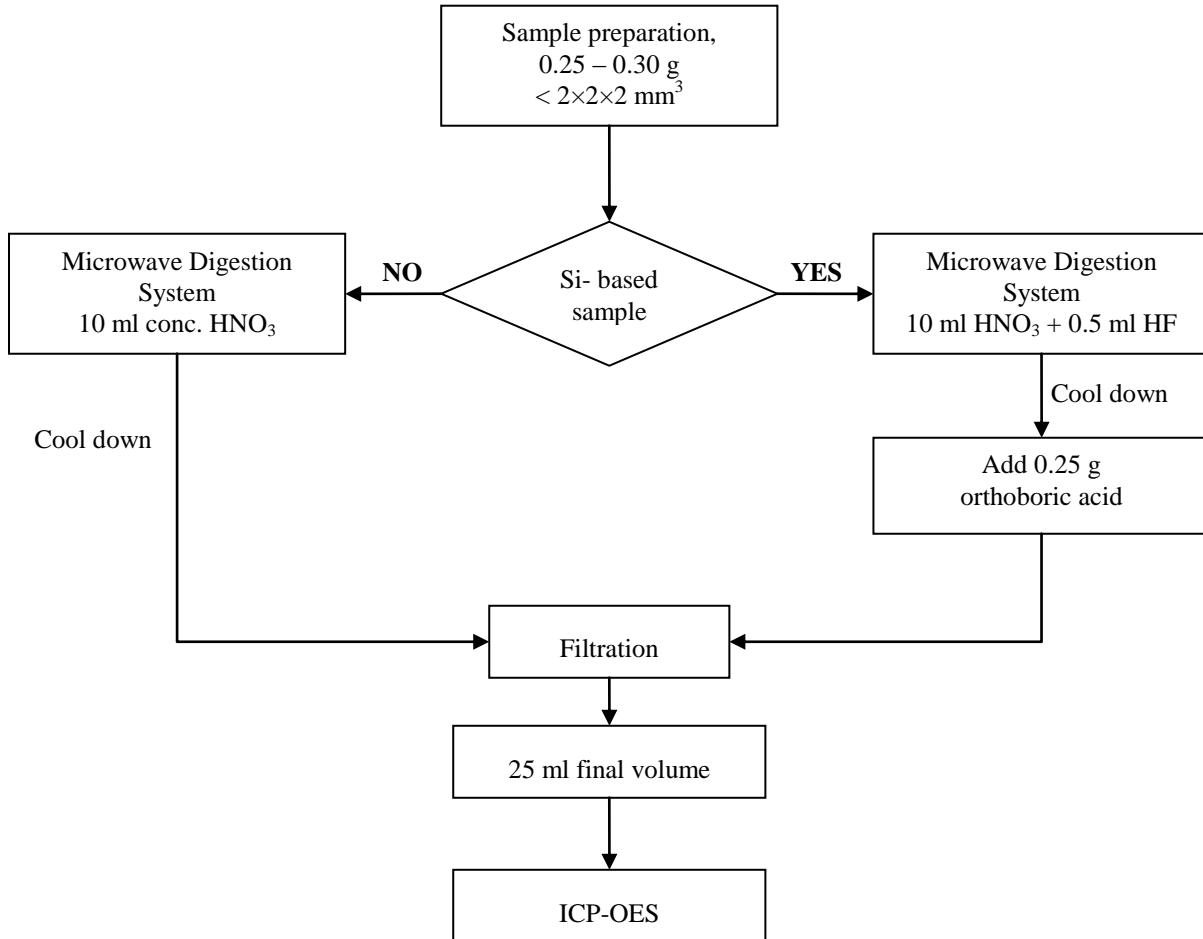 Sample preparation,
0.25 – 0.30 g
< 2×2×2 mm³
Microwave Digestion
System
10 ml conc. HNO₃
NO
Si- based
sample
YES
Microwave Digestion
System
10 ml HNO₃ + 0.5 ml HF
Cool down
Cool down
Add 0.25 g
orthoboric acid
Filtration
25 ml final volume
ICP-OES